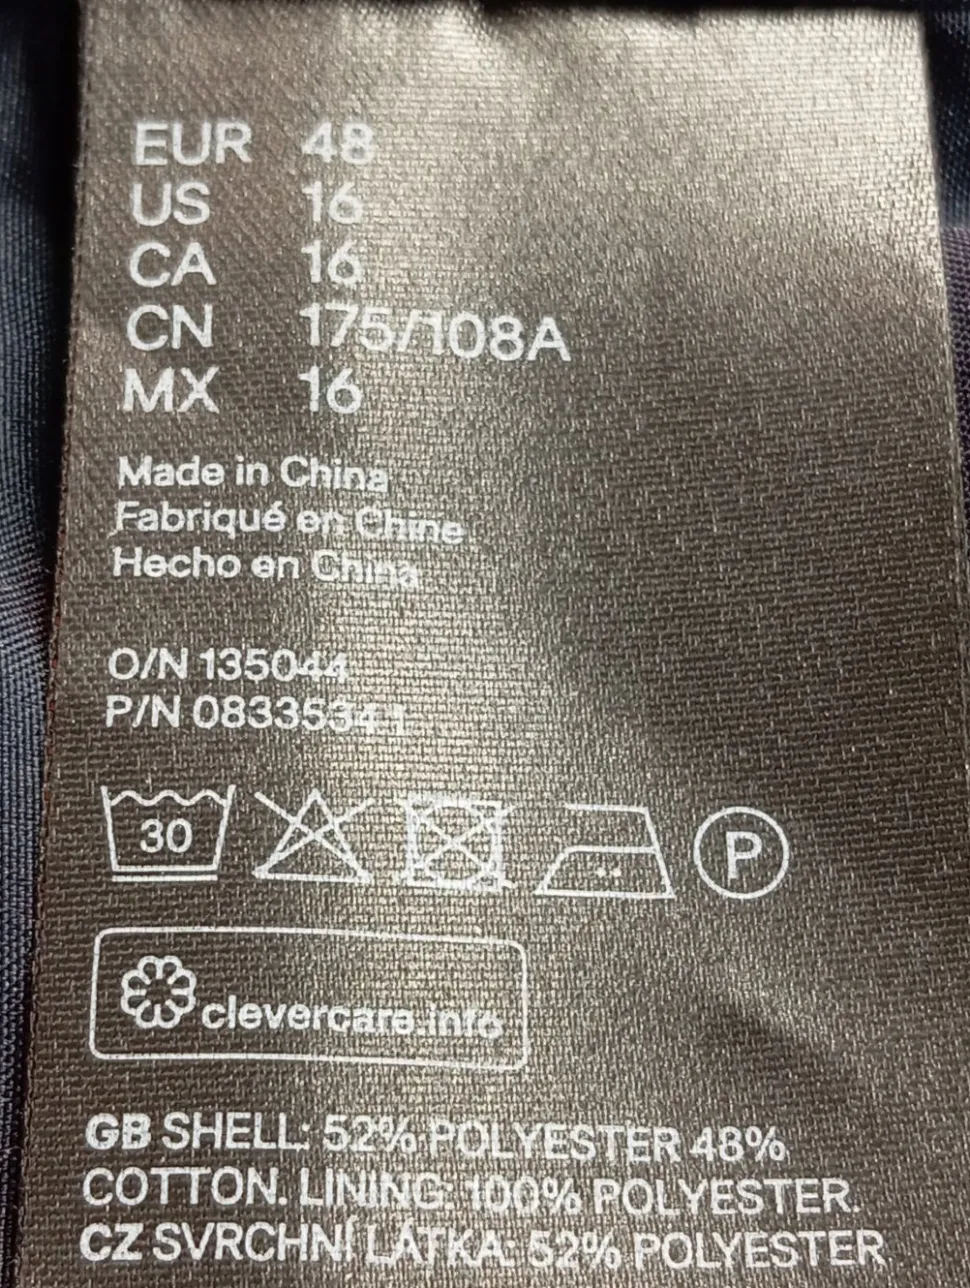 EUR 48
US 16
CA 16
CN 175/108A
MX 16
Made in China
Fabriqué en Chine
Hecho en China
O/N 135044
P/N 0833534 1
30
P
clevercare.info
GB SHELL: 52% POLYESTER 48%
COTTON. LINING: 100% POLYESTER.
CZ SVRCHNÍ LÁTKA: 52% POLYESTER